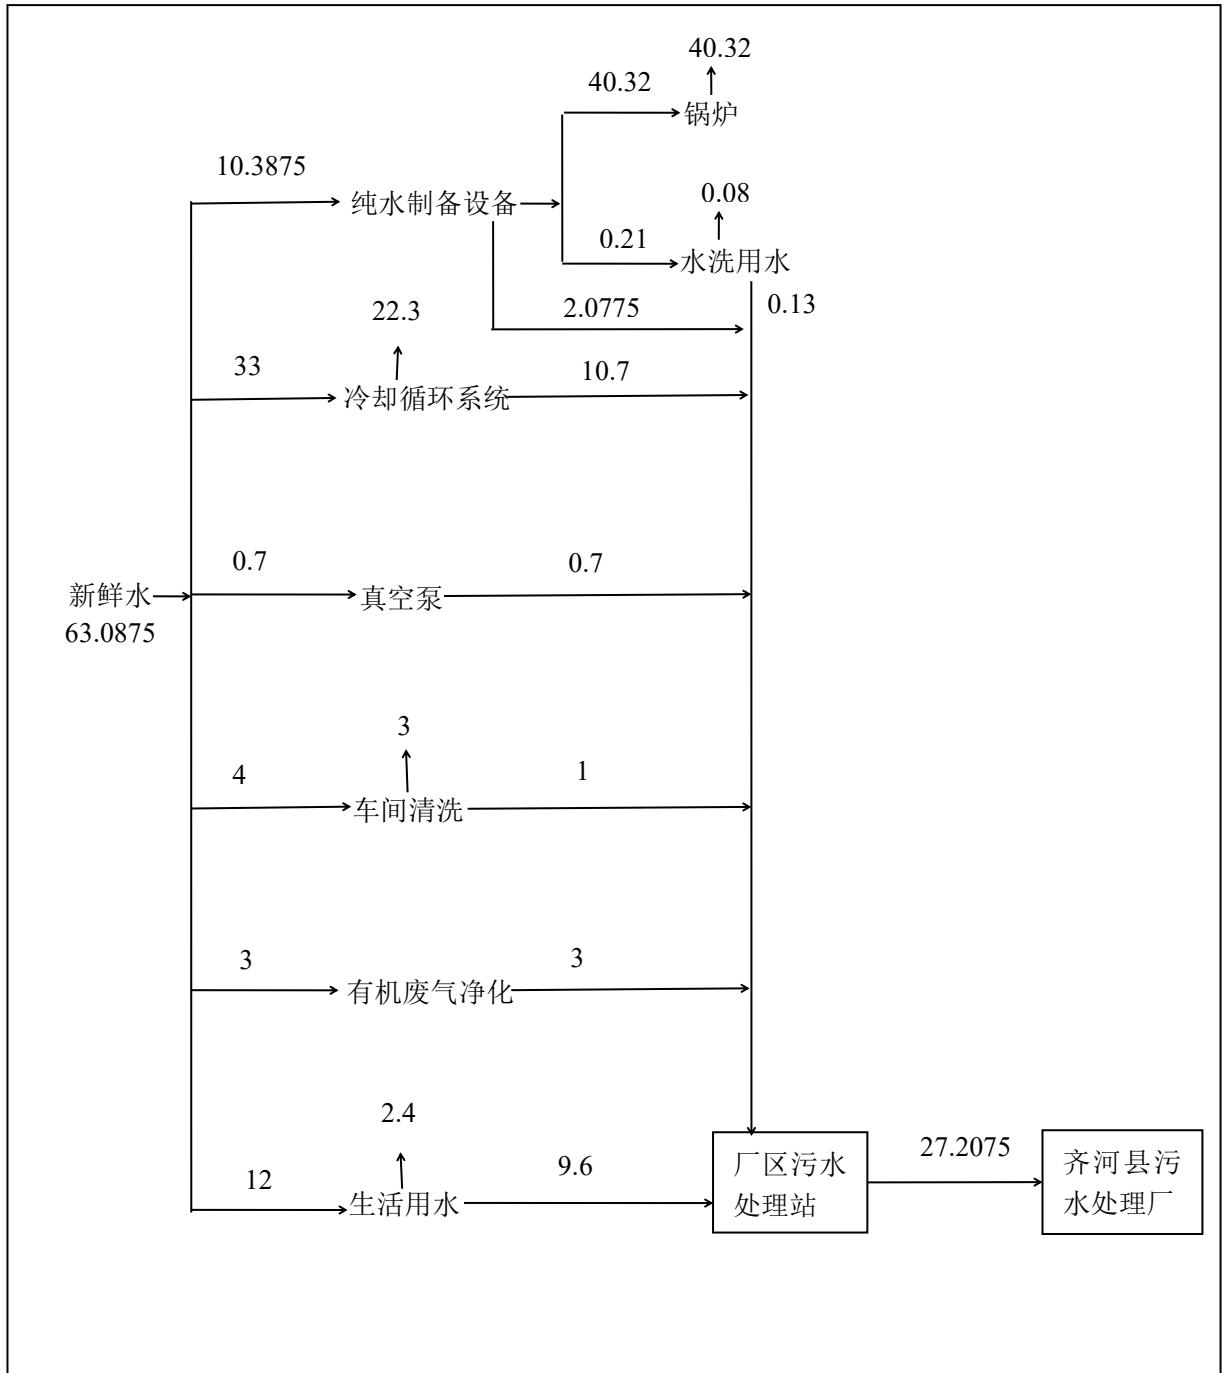 40.32
40.32
锅炉
10.3875
纯水制备设备
0.08
0.21
水洗用水
0.13
2.0775
22.3
33
冷却循环系统
10.7
0.7
真空泵
0.7
新鲜水
63.0875
3
4
车间清洗
1
3
有机废气净化
3
2.4
12
生活用水
9.6
厂区污水
处理站
27.2075
齐河县污
水处理厂